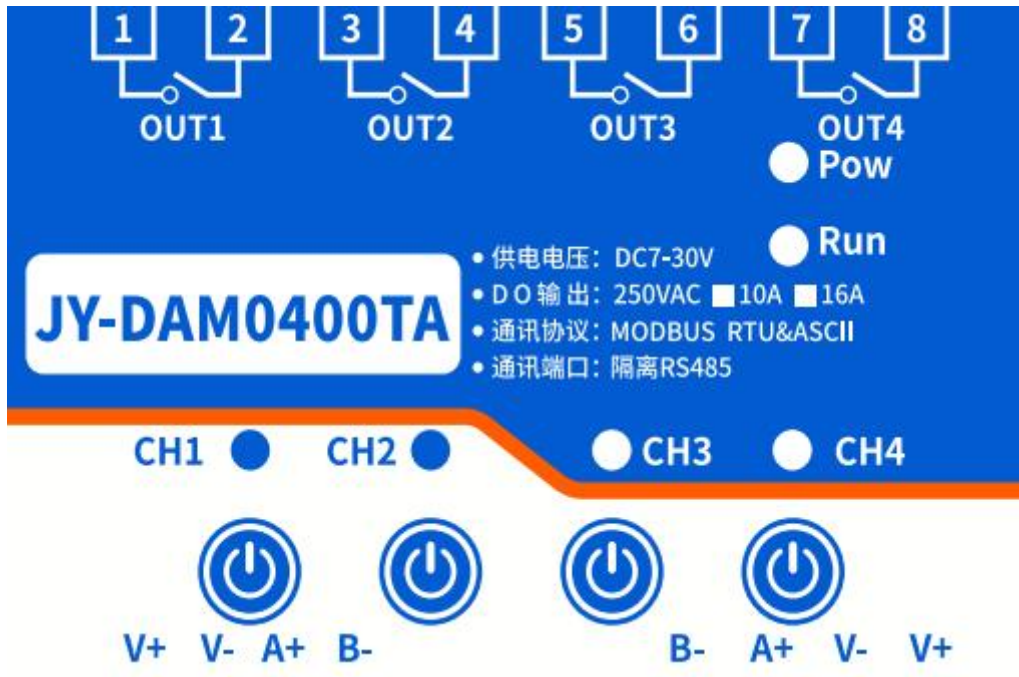 1 2 3 4 5 6 7 8
OUT1 OUT2 OUT3 OUT4
Pow
Run
JY-DAM0400TA
• 供电电压：DC7-30V
• DO输出：250VAC 10A 16A
• 通讯协议：MODBUS RTU&ASCII
• 通讯端口：隔离RS485
CH1 CH2 CH3 CH4
V+ V- A+ B- B- A+ V- V+